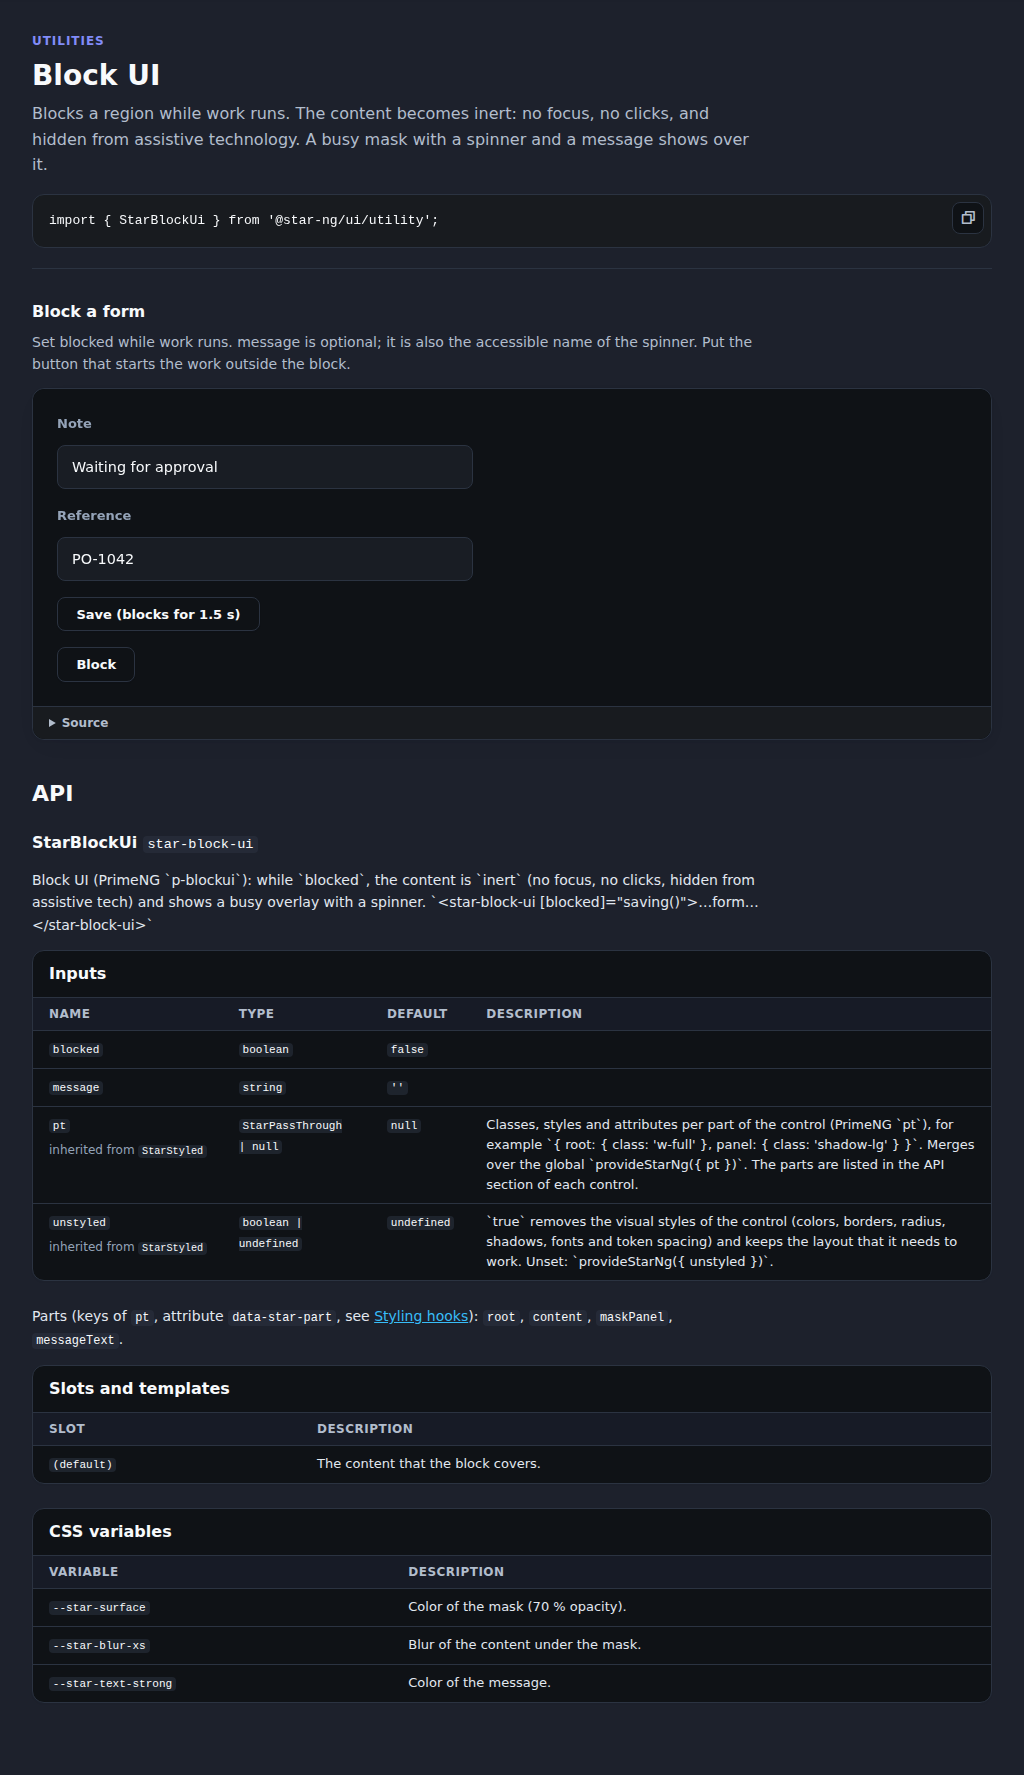 UTILITIES
Block UI
Blocks a region while work runs. The content becomes inert: no focus, no clicks, and
hidden from assistive technology. A busy mask with a spinner and a message shows over
it.
import { StarBlockUi } from '@star-ng/ui/utility';
Block a form
Set blocked while work runs. message is optional; it is also the accessible name of the spinner. Put the
button that starts the work outside the block.
Note
Waiting for approval
Reference
PO-1042
Save (blocks for 1.5 s)
Block
Source
API
StarBlockUi star-block-ui
Block UI (PrimeNG `p-blockui`): while `blocked`, the content is `inert` (no focus, no clicks, hidden from
assistive tech) and shows a busy overlay with a spinner. `<star-block-ui [blocked]="saving()">…form…
</star-block-ui>`
Inputs
NAME TYPE DEFAULT DESCRIPTION
blocked boolean false
message string ''
pt StarPassThrough null Classes, styles and attributes per part of the control (PrimeNG `pt`), for
inherited from StarStyled | null example `{ root: { class: 'w-full' }, panel: { class: 'shadow-lg' } }`. Merges
over the global `provideStarNg({ pt })`. The parts are listed in the API
section of each control.
unstyled boolean | undefined `true` removes the visual styles of the control (colors, borders, radius,
inherited from StarStyled undefined shadows, fonts and token spacing) and keeps the layout that it needs to
work. Unset: `provideStarNg({ unstyled })`.
Parts (keys of pt, attribute data-star-part, see Styling hooks): root, content, maskPanel,
messageText.
Slots and templates
SLOT DESCRIPTION
(default) The content that the block covers.
CSS variables
VARIABLE DESCRIPTION
--star-surface Color of the mask (70 % opacity).
--star-blur-xs Blur of the content under the mask.
--star-text-strong Color of the message.